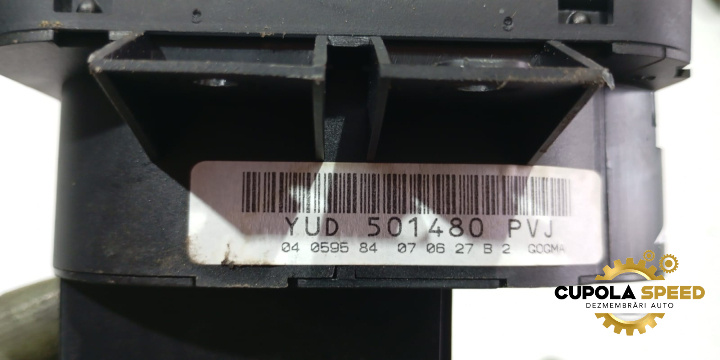 YUD 501480 PVJ
04 0595 84 07 06 27 B 2 GOGMA
CUPOLA SPEED
DEZMEMBRĂRI AUTO